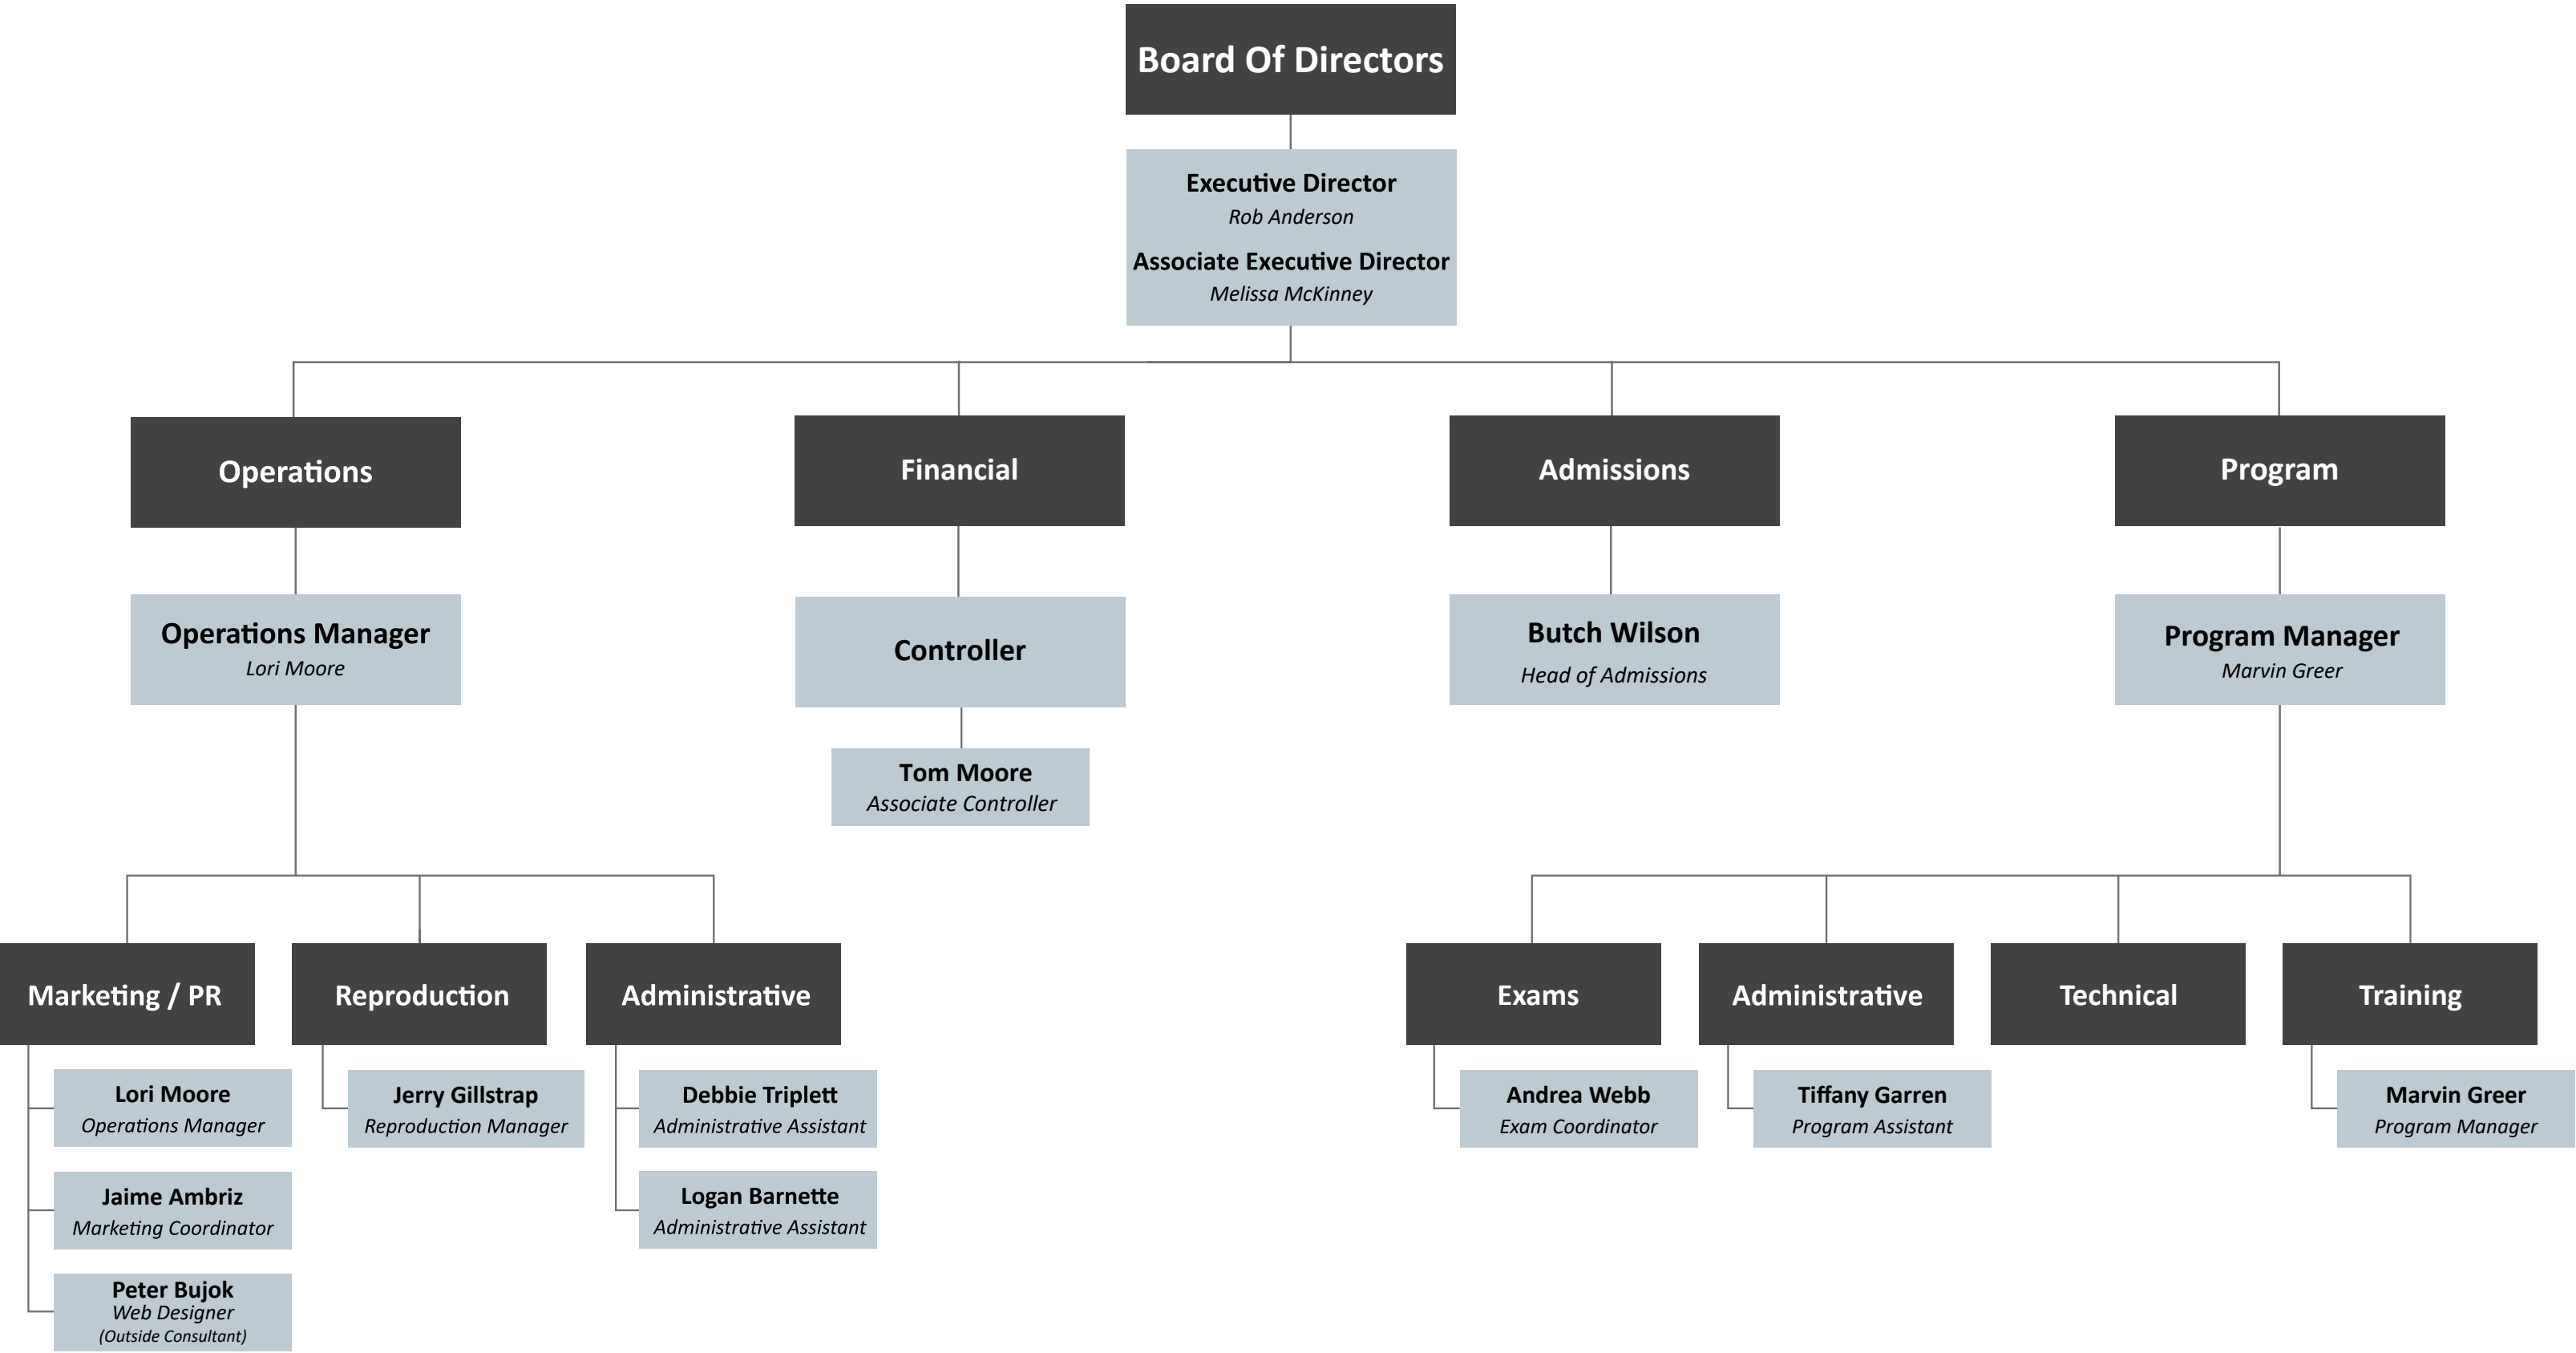 Board Of Directors
Executive Director
Rob Anderson
Associate Executive Director
Melissa McKinney
Operations
Financial
Admissions
Program
Operations Manager
Lori Moore
Controller
Butch Wilson
Head of Admissions
Program Manager
Marvin Greer
Tom Moore
Associate Controller
Marketing / PR
Reproduction
Administrative
Exams
Administrative
Technical
Training
Lori Moore
Operations Manager
Jerry Gillstrap
Reproduction Manager
Debbie Triplett
Administrative Assistant
Andrea Webb
Exam Coordinator
Tiffany Garren
Program Assistant
Marvin Greer
Program Manager
Jaime Ambriz
Marketing Coordinator
Logan Barnette
Administrative Assistant
Peter Bujok
Web Designer
(Outside Consultant)